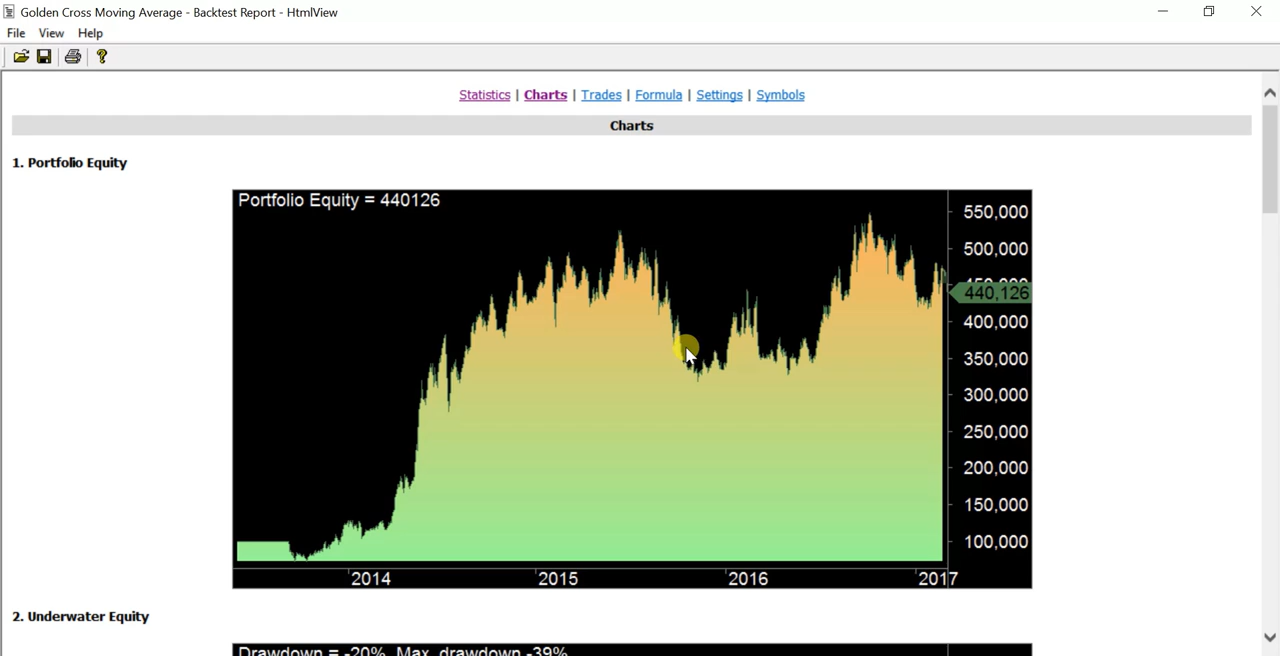 Golden Cross Moving Average - Backtest Report - HtmlView
File View Help
Statistics | Charts | Trades | Formula | Settings | Symbols
Charts
1. Portfolio Equity
Portfolio Equity = 440126
550,000
500,000
440,126
400,000
350,000
300,000
250,000
200,000
150,000
100,000
2014 2015 2016 2017
2. Underwater Equity
Drawdown = -20%, Max. drawdown -39%